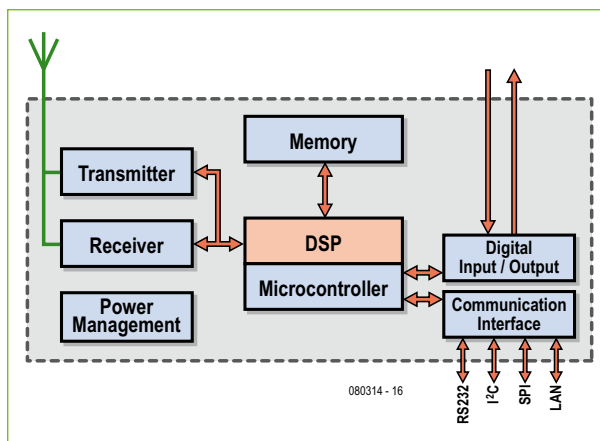 Transmitter
Memory
Receiver
DSP
Microcontroller
Digital
Input / Output
Power
Management
Communication
Interface
RS232
I²C
SPI
LAN
080314 - 16